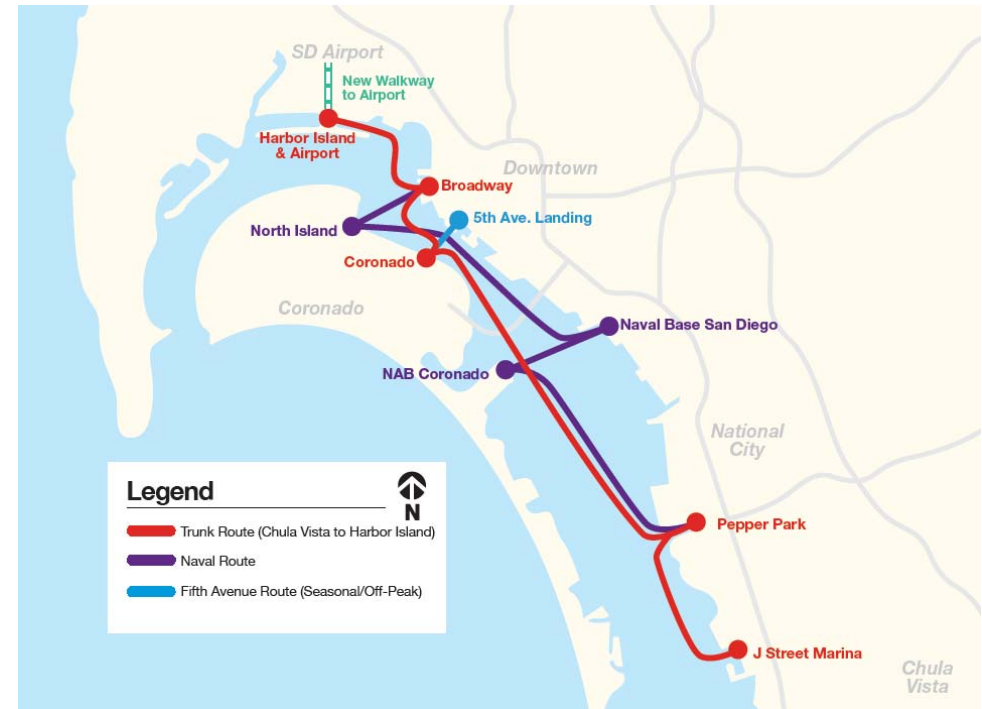 SD Airport
New Walkway
to Airport
Harbor Island
& Airport
Downtown
Broadway
5th Ave. Landing
North Island
Coronado
Coronado
Naval Base San Diego
NAB Coronado
National
City
Legend
N
Trunk Route (Chula Vista to Harbor Island)
Naval Route
Fifth Avenue Route (Seasonal/Off-Peak)
Pepper Park
J Street Marina
Chula
Vista